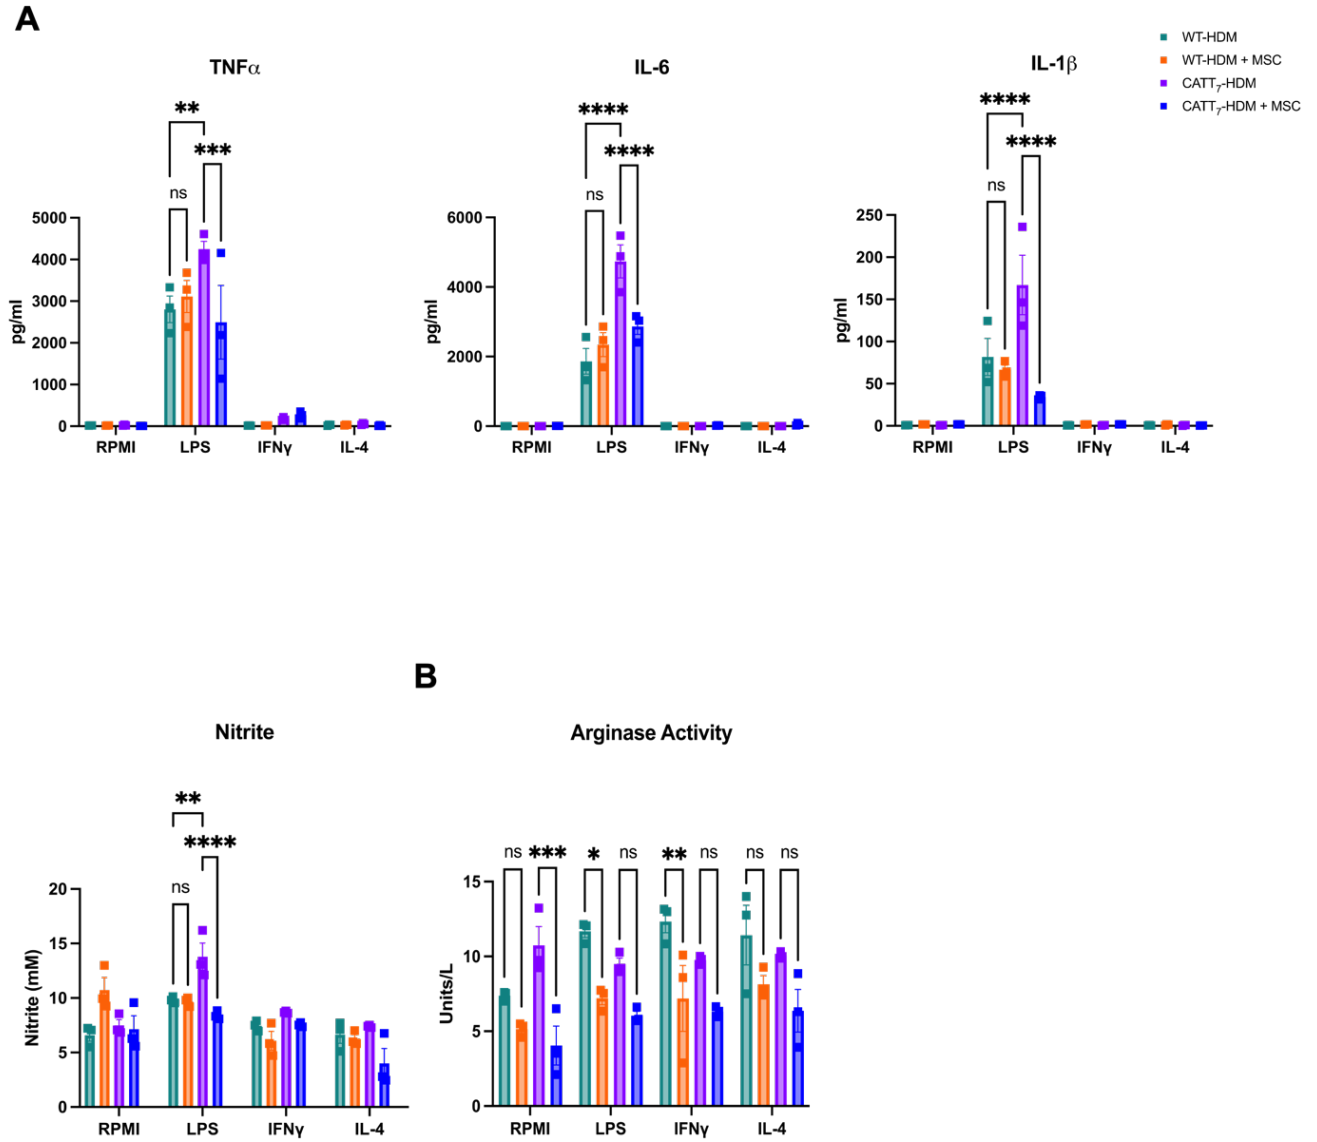 A
TNFα
IL-6
IL-1β
WT-HDM
WT-HDM + MSC
CATT7-HDM
CATT7-HDM + MSC
**
***
ns
5000
4000
3000
2000
1000
0
pg/ml
RPMI LPS IFNγ IL-4
****
****
ns
6000
4000
2000
0
pg/ml
RPMI LPS IFNγ IL-4
****
****
ns
250
200
150
100
50
0
pg/ml
RPMI LPS IFNγ IL-4
Nitrite
**
****
ns
20
15
10
5
0
Nitrite (mM)
RPMI LPS IFNγ IL-4
B
Arginase Activity
ns *** * ns ** ns ns ns
15
10
5
0
Units/L
RPMI LPS IFNγ IL-4